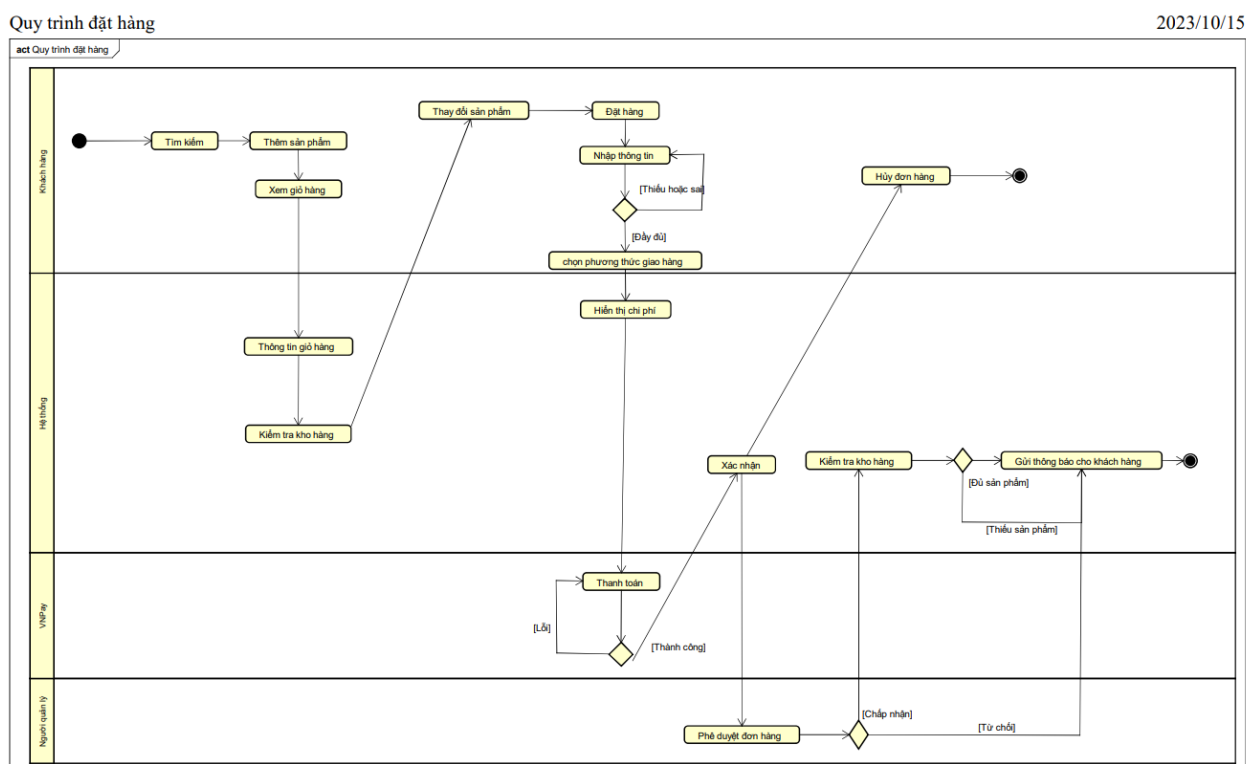 Quy trình đặt hàng
2023/10/15
act Quy trình đặt hàng
Khách hàng
Thay đổi sản phẩm
Đặt hàng
Tìm kiếm
Thêm sản phẩm
Nhập thông tin
Xem giỏ hàng
[Thiếu hoặc sai]
Hủy đơn hàng
[Đầy đủ]
chọn phương thức giao hàng
Hệ thống
Hiển thị chi phí
Thông tin giỏ hàng
Kiểm tra kho hàng
Xác nhận
Kiểm tra kho hàng
Gửi thông báo cho khách hàng
[Đủ sản phẩm]
[Thiếu sản phẩm]
VNPay
Thanh toán
[Lỗi]
[Thành công]
Người quản lý
[Chấp nhận]
[Từ chối]
Phê duyệt đơn hàng